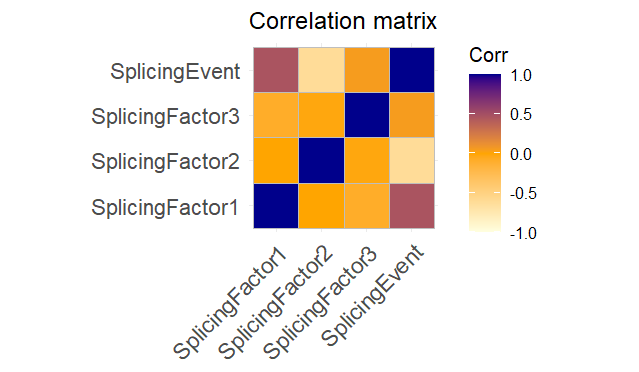 Correlation matrix
SplicingEvent
SplicingFactor3
SplicingFactor2
SplicingFactor1
SplicingFactor1
SplicingFactor2
SplicingFactor3
SplicingEvent
Corr
1.0
0.5
0.0
-0.5
-1.0